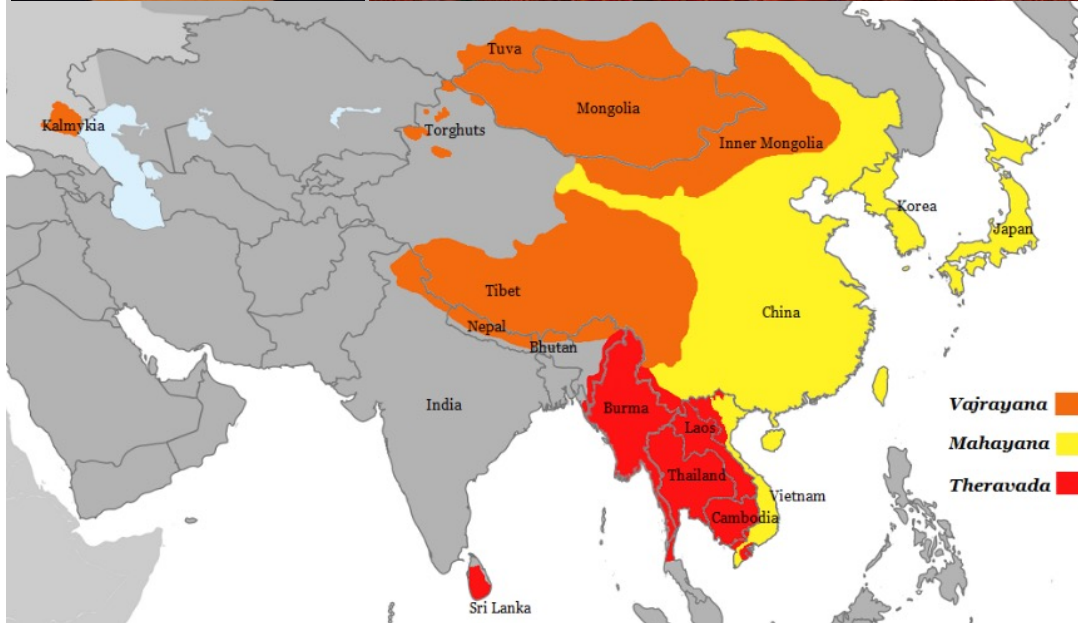 Tuva
Kalmykia
Mongolia
Torghuts
Inner Mongolia
Korea
Japan
Tibet
China
Nepal
Bhutan
India
Burma
Laos
Thailand
Vietnam
Cambodia
Sri Lanka
Vajrayana
Mahayana
Theravada